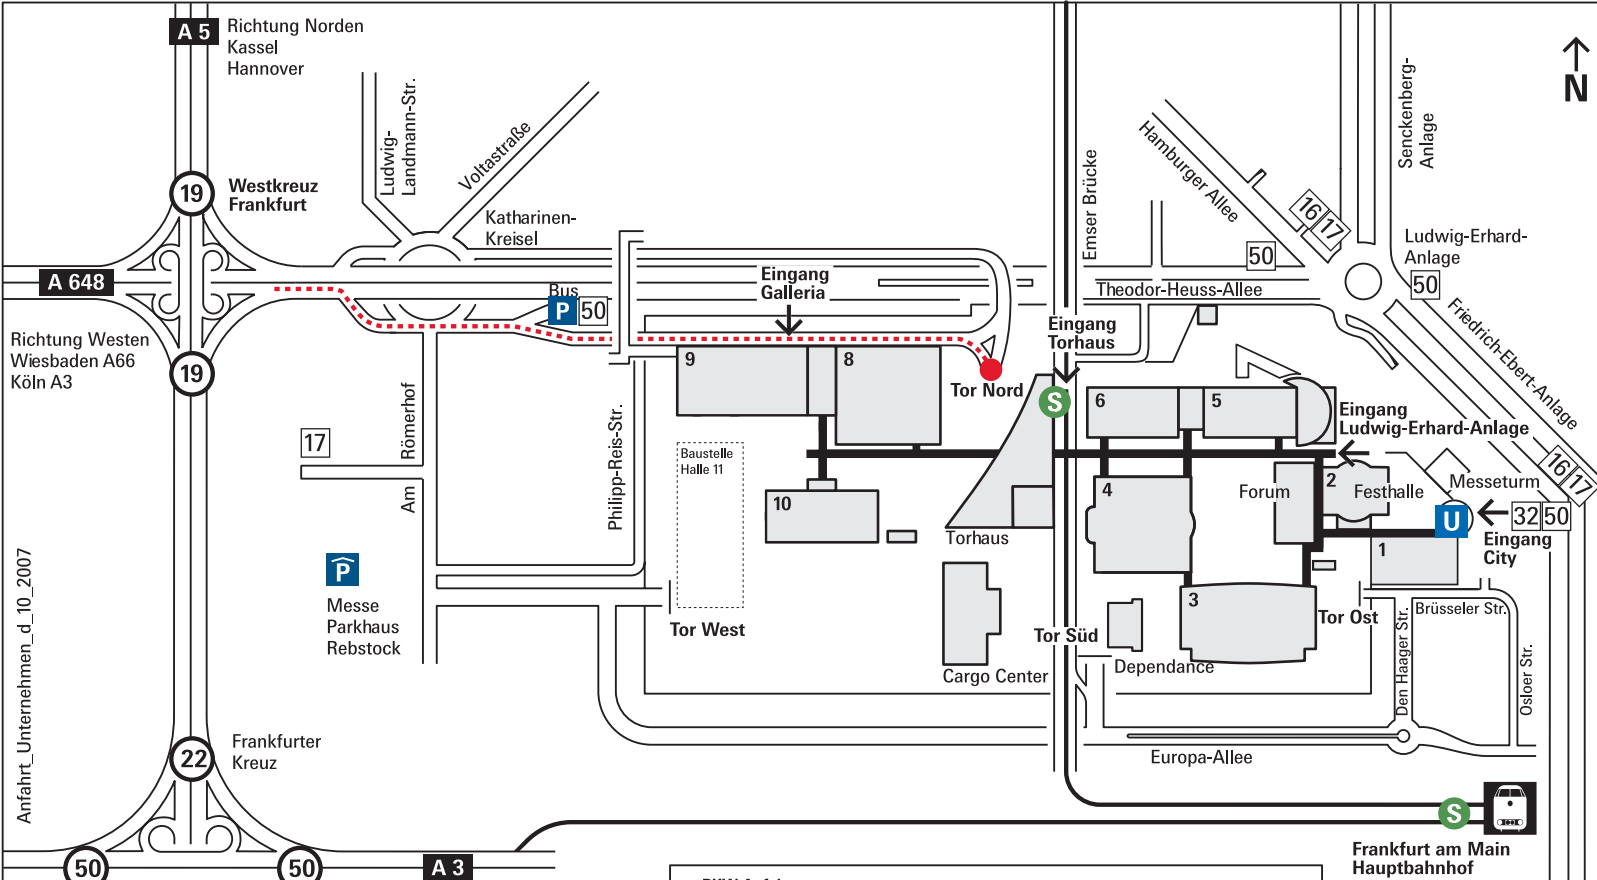 A 5
Richtung Norden
Kassel
Hannover
N
Ludwig-
Landmann-Str.
Voltastraße
Emser Brücke
Hamburger Allee
Senckenberg-
Anlage
19
Westkreuz
Frankfurt
Katharinen-
Kreisel
16
17
Ludwig-Erhard-
Anlage
50
50
A 648
Eingang
Galleria
Bus
P
50
Theodor-Heuss-Allee
Friedrich-Ebert-Anlage
Richtung Westen
Wiesbaden A66
Köln A3
19
Eingang
Torhaus
9
8
Tor Nord
S
6
5
Eingang
Ludwig-Erhard-Anlage
17
Am Römerhof
Philipp-Reis-Str.
Baustelle
Halle 11
10
Torhaus
4
Forum
2
Festhalle
Messeturm
16
17
U
32
50
Eingang
City
1
P
Messe
Parkhaus
Rebstock
Tor West
Cargo Center
Tor Süd
Dependance
3
Tor Ost
Brüsseler Str.
Den Haager Str.
Osloer Str.
Europa-Allee
Anfahrt_Unternehmen_d_10_2007
22
Frankfurter
Kreuz
50
50
A 3
S
Frankfurt am Main
Hauptbahnhof